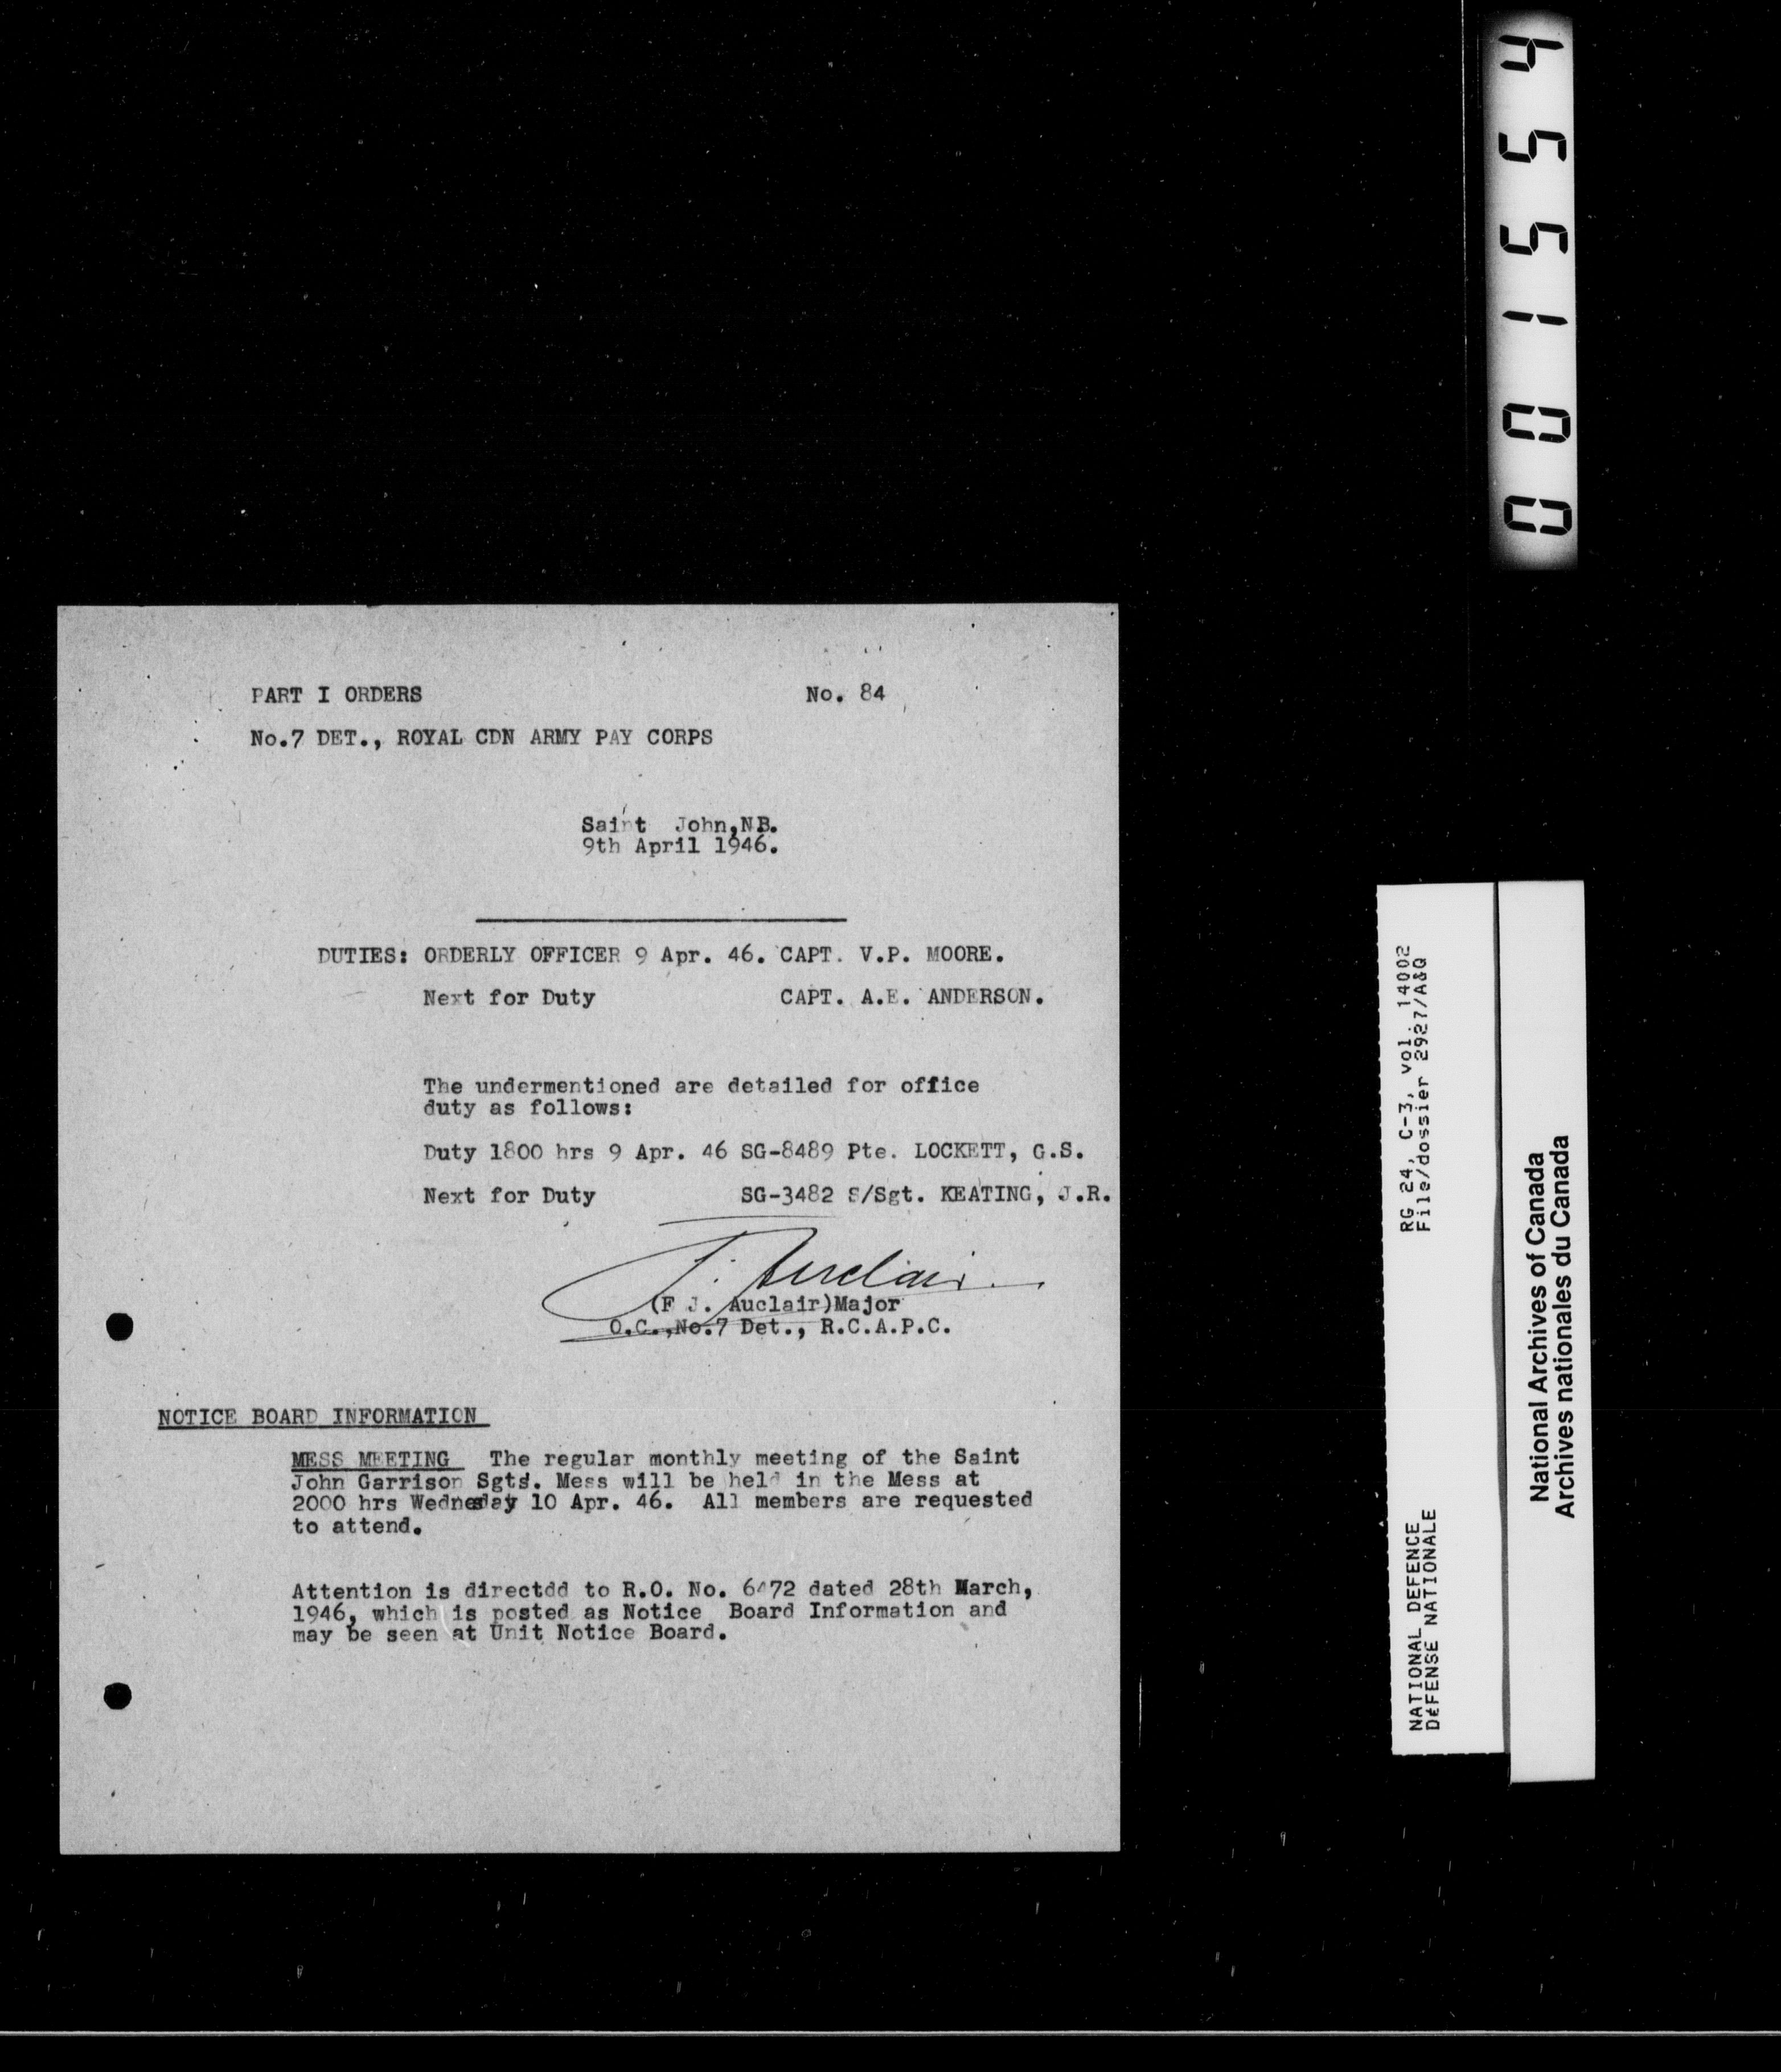 PART I ORDERS No. 84
No.7 DET., ROYAL CDN ARMY PAY CORPS
Saint John,NB.
9th April 1946.
DUTIES: ORDERLY OFFICER 9 Apr. 46. CAPT. V.P. MOORE.
Next for Duty CAPT. A.E. ANDERSON.
The undermentioned are detailed for office
duty as follows:
Duty 1800 hrs 9 Apr. 46 SG-8489 Pte. LOCKETT, G.S.
Next for Duty SG-3482 S/Sgt. KEATING, J.R.
J. Auclair.
(F J. Auclair)Major
O.C.,No.7 Det., R.C.A.P.C.
NOTICE BOARD INFORMATION
MESS MEETING The regular monthly meeting of the Saint
John Garrison Sgts. Mess will be held in the Mess at
2000 hrs Wednesday 10 Apr. 46. All members are requested
to attend.
Attention is directdd to R.O. No. dated 28th March,
1946, which is posted as Notice Board Information and
may be seen at Unit Notice Board.
001554
RG 24, C-3, vol. 14002
File/dossier 2927/A&Q
NATIONAL DEFENCE
DÉFENSE NATIONALE
National Archives of Canada
Archives nationales du Canada